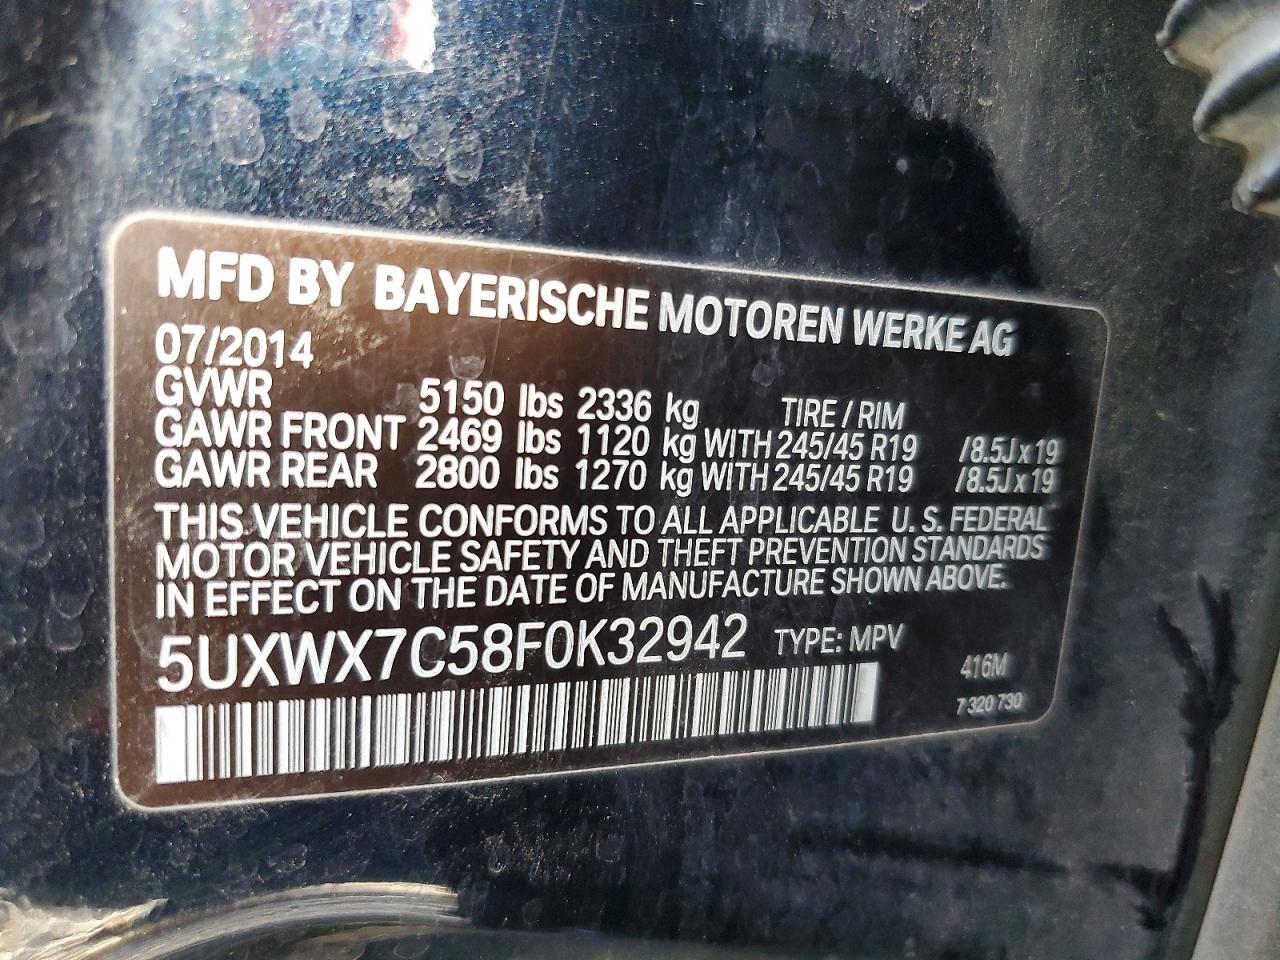 MFD BY BAYERISCHE MOTOREN WERKE AG
07/2014
GVWR 5150 lbs 2336 kg TIRE / RIM
GAWR FRONT 2469 lbs 1120 kg WITH 245/45 R19 /8.5J x 19
GAWR REAR 2800 lbs 1270 kg WITH 245/45 R19 /8.5J x 19
THIS VEHICLE CONFORMS TO ALL APPLICABLE U. S. FEDERAL
MOTOR VEHICLE SAFETY AND THEFT PREVENTION STANDARDS
IN EFFECT ON THE DATE OF MANUFACTURE SHOWN ABOVE.
5UXWX7C58F0K32942 TYPE: MPV
416M
7 320 730